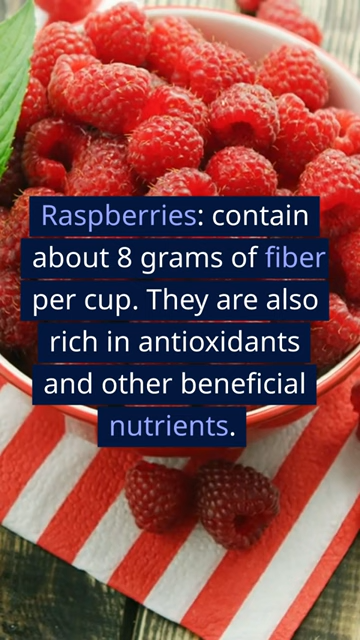 Raspberries: contain
about 8 grams of fiber
per cup. They are also
rich in antioxidants
and other beneficial
nutrients.